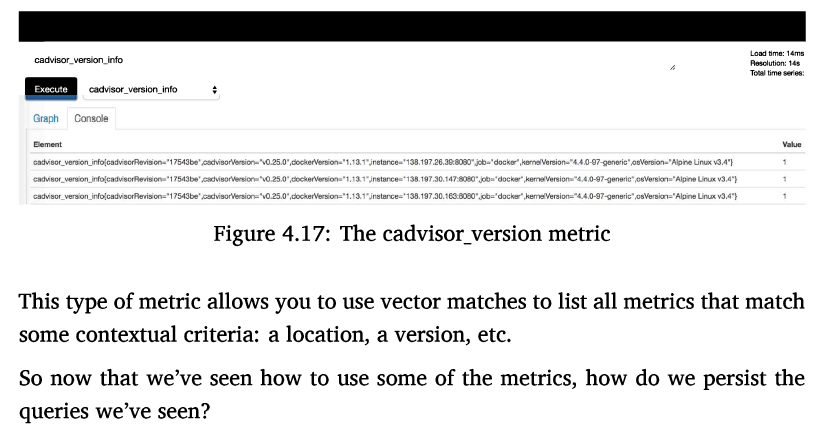 cadvisor_version_info
Load time: 14ms
Resolution: 14s
Total time series:
Execute
cadvisor_version_info
Graph
Console
Element
Value
cadvisor_version_info{cadvisorRevision="17543be",cadvisorVersion="v0.25.0",dockerVersion="1.13.1",instance="138.197.26.39:8080",job="docker",kernelVersion="4.4.0-97-generic",osVersion="Alpine Linux v3.4"}
1
cadvisor_version_info{cadvisorRevision="17543be",cadvisorVersion="v0.25.0",dockerVersion="1.13.1",instance="138.197.30.147:8080",job="docker",kernelVersion="4.4.0-97-generic",osVersion="Alpine Linux v3.4"}
1
cadvisor_version_info{cadvisorRevision="17543be",cadvisorVersion="v0.25.0",dockerVersion="1.13.1",instance="138.197.30.163:8080",job="docker",kernelVersion="4.4.0-97-generic",osVersion="Alpine Linux v3.4"}
1
Figure 4.17: The cadvisor_version metric
This type of metric allows you to use vector matches to list all metrics that match
some contextual criteria: a location, a version, etc.
So now that we’ve seen how to use some of the metrics, how do we persist the
queries we’ve seen?